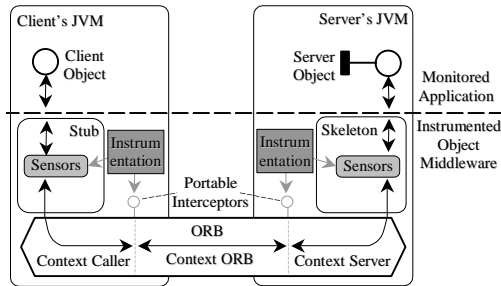 Client's JVM
Server's JVM
Client
Object
Server
Object
Monitored
Application
Stub
Skeleton
Instrumented
Object
Middleware
Instrum
entation
Instrum
entation
Sensors
Sensors
Portable
Interceptors
ORB
Context Caller
Context ORB
Context Server